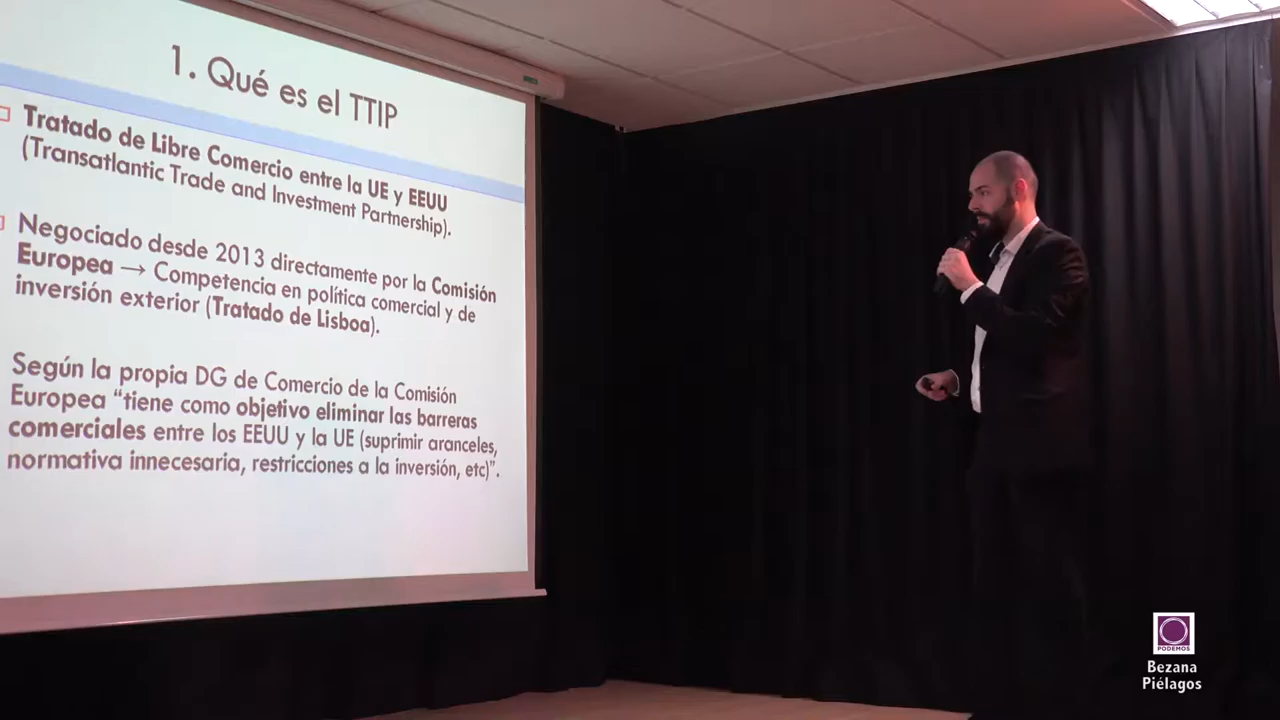 1. Qué es el TTIP
Tratado de Libre Comercio entre la UE y EEUU
(Transatlantic Trade and Investment Partnership).
Negociado desde 2013 directamente por la Comisión
Europea → Competencia en política comercial y de
inversión exterior (Tratado de Lisboa).
Según la propia DG de Comercio de la Comisión
Europea “tiene como objetivo eliminar las barreras
comerciales entre los EEUU y la UE (suprimir aranceles,
normativa innecesaria, restricciones a la inversión, etc)”.
PODEMOS
Bezana
Piélagos